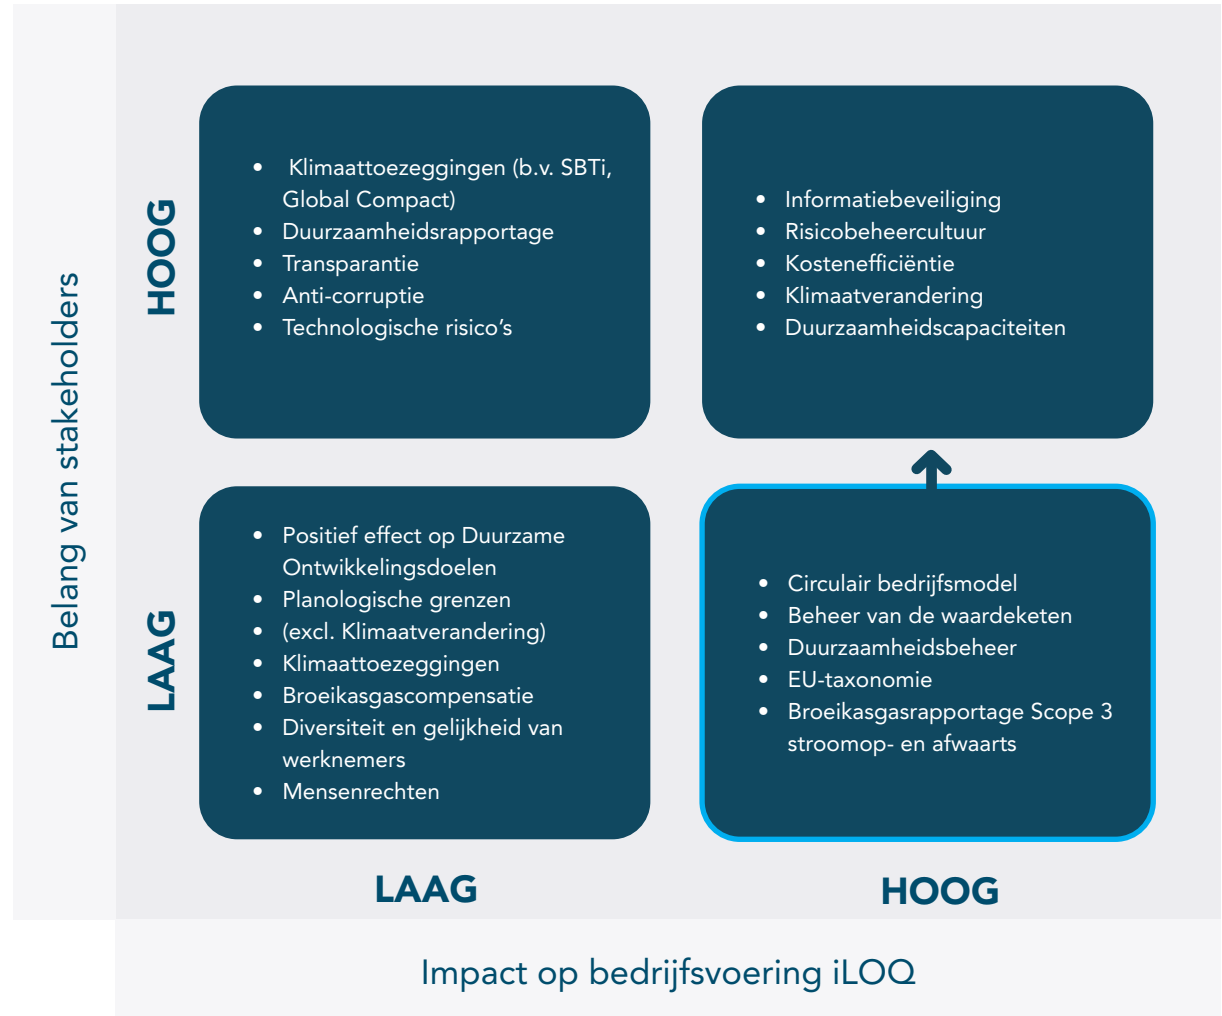 Belang van stakeholders
HOOG
• Klimaattoezeggingen (b.v. SBTi,
Global Compact)
• Duurzaamheidsrapportage
• Transparantie
• Anti-corruptie
• Technologische risico’s
• Informatiebeveiliging
• Risicobeheercultuur
• Kostenefficiëntie
• Klimaatverandering
• Duurzaamheidscapaciteiten
LAAG
• Positief effect op Duurzame
Ontwikkelingsdoelen
• Planologische grenzen
• (excl. Klimaatverandering)
• Klimaattoezeggingen
• Broeikasgascompensatie
• Diversiteit en gelijkheid van
werknemers
• Mensenrechten
• Circulair bedrijfsmodel
• Beheer van de waardeketen
• Duurzaamheidsbeheer
• EU-taxonomie
• Broeikasgasrapportage Scope 3
stroomop- en afwaarts
LAAG
HOOG
Impact op bedrijfsvoering iLOQ